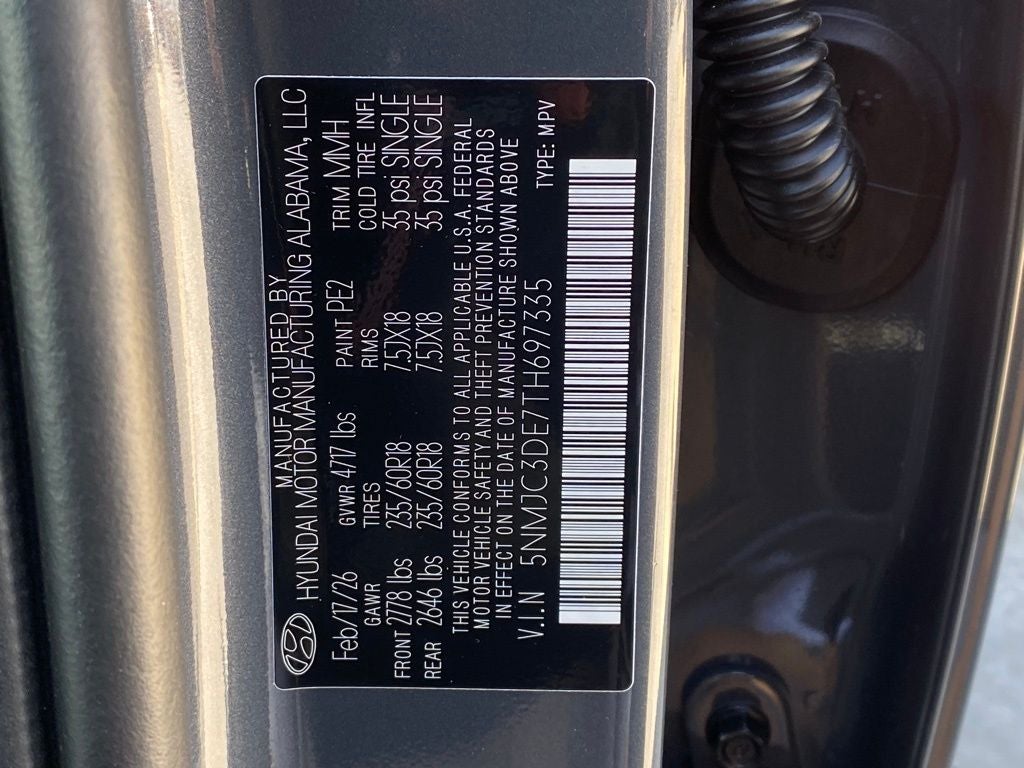 MANUFACTURED BY
HYUNDAI MOTOR MANUFACTURING ALABAMA, LLC
Feb/17/26 GVWR 4717 lbs PAINT PE2 TRIM MMH
GAWR TIRES RIMS COLD TIRE INFL
FRONT 2778 lbs 235/60R18 7.5JX18 35 psi SINGLE
REAR 2646 lbs 235/60R18 7.5JX18 35 psi SINGLE
THIS VEHICLE CONFORMS TO ALL APPLICABLE U.S.A. FEDERAL
MOTOR VEHICLE SAFETY AND THEFT PREVENTION STANDARDS
IN EFFECT ON THE DATE OF MANUFACTURE SHOWN ABOVE
V.I.N 5NMJC3DE7TH697335 TYPE: MPV